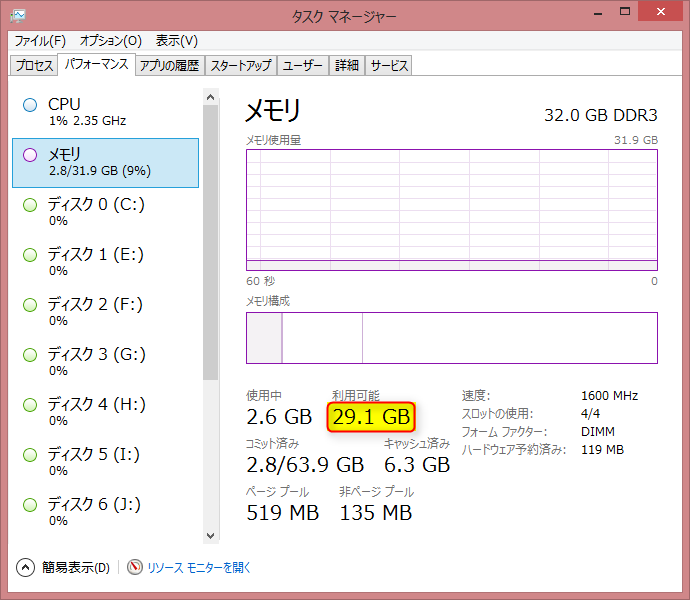 タスク マネージャー
ファイル(F) オプション(O) 表示(V)
プロセス パフォーマンス アプリの履歴 スタートアップ ユーザー 詳細 サービス
CPU
1% 2.35 GHz
メモリ
2.8/31.9 GB (9%)
ディスク 0 (C:)
0%
ディスク 1 (E:)
0%
ディスク 2 (F:)
0%
ディスク 3 (G:)
0%
ディスク 4 (H:)
0%
ディスク 5 (I:)
0%
ディスク 6 (J:)
0%
メモリ 32.0 GB DDR3
メモリ使用量 31.9 GB
60 秒 0
メモリ構成
使用中 利用可能
2.6 GB 29.1 GB
コミット済み キャッシュ済み
2.8/63.9 GB 6.3 GB
ページ プール 非ページ プール
519 MB 135 MB
速度: 1600 MHz
スロットの使用: 4/4
フォーム ファクター: DIMM
ハードウェア予約済み: 119 MB
簡易表示(D) リソース モニターを開く